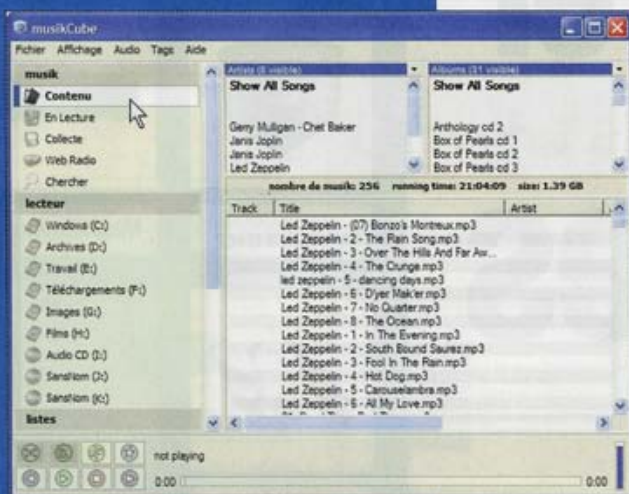 musikCube
Fichier Affichage Audio Tags Aide
musik
Contenu
En Lecture
Collecte
Web Radio
Chercher
lecteur
Windows (C:)
Archives (D:)
Travail (E:)
Téléchargements (F:)
Images (G:)
Films (H:)
Audio CD (I:)
SansNom (J:)
SansNom (K:)
listes
Artists (8 visible)
Show All Songs
Gerry Mulligan - Chet Baker
Janis Joplin
Janis Joplin
Led Zeppelin
Albums (31 visible)
Show All Songs
Anthology cd 2
Box of Pearls cd 1
Box of Pearls cd 2
Box of Pearls cd 3
nombre de musik: 256 running time: 21:04:09 size: 1.39 GB
Track Title Artist
Led Zeppelin - (07) Bonzo's Montreux.mp3
Led Zeppelin - 2 - The Rain Song.mp3
Led Zeppelin - 3 - Over The Hills And Far Aw...
Led Zeppelin - 4 - The Crunge.mp3
led zeppelin - 5 - dancing days.mp3
Led Zeppelin - 6 - D'yer Mak'er.mp3
Led Zeppelin - 7 - No Quarter.mp3
Led Zeppelin - 8 - The Ocean.mp3
Led Zeppelin - 1 - In The Evening.mp3
Led Zeppelin - 2 - South Bound Saurez.mp3
Led Zeppelin - 3 - Fool In The Rain.mp3
Led Zeppelin - 4 - Hot Dog.mp3
Led Zeppelin - 5 - Carouselambra.mp3
Led Zeppelin - 6 - All My Love.mp3
not playing
0:00 0:00